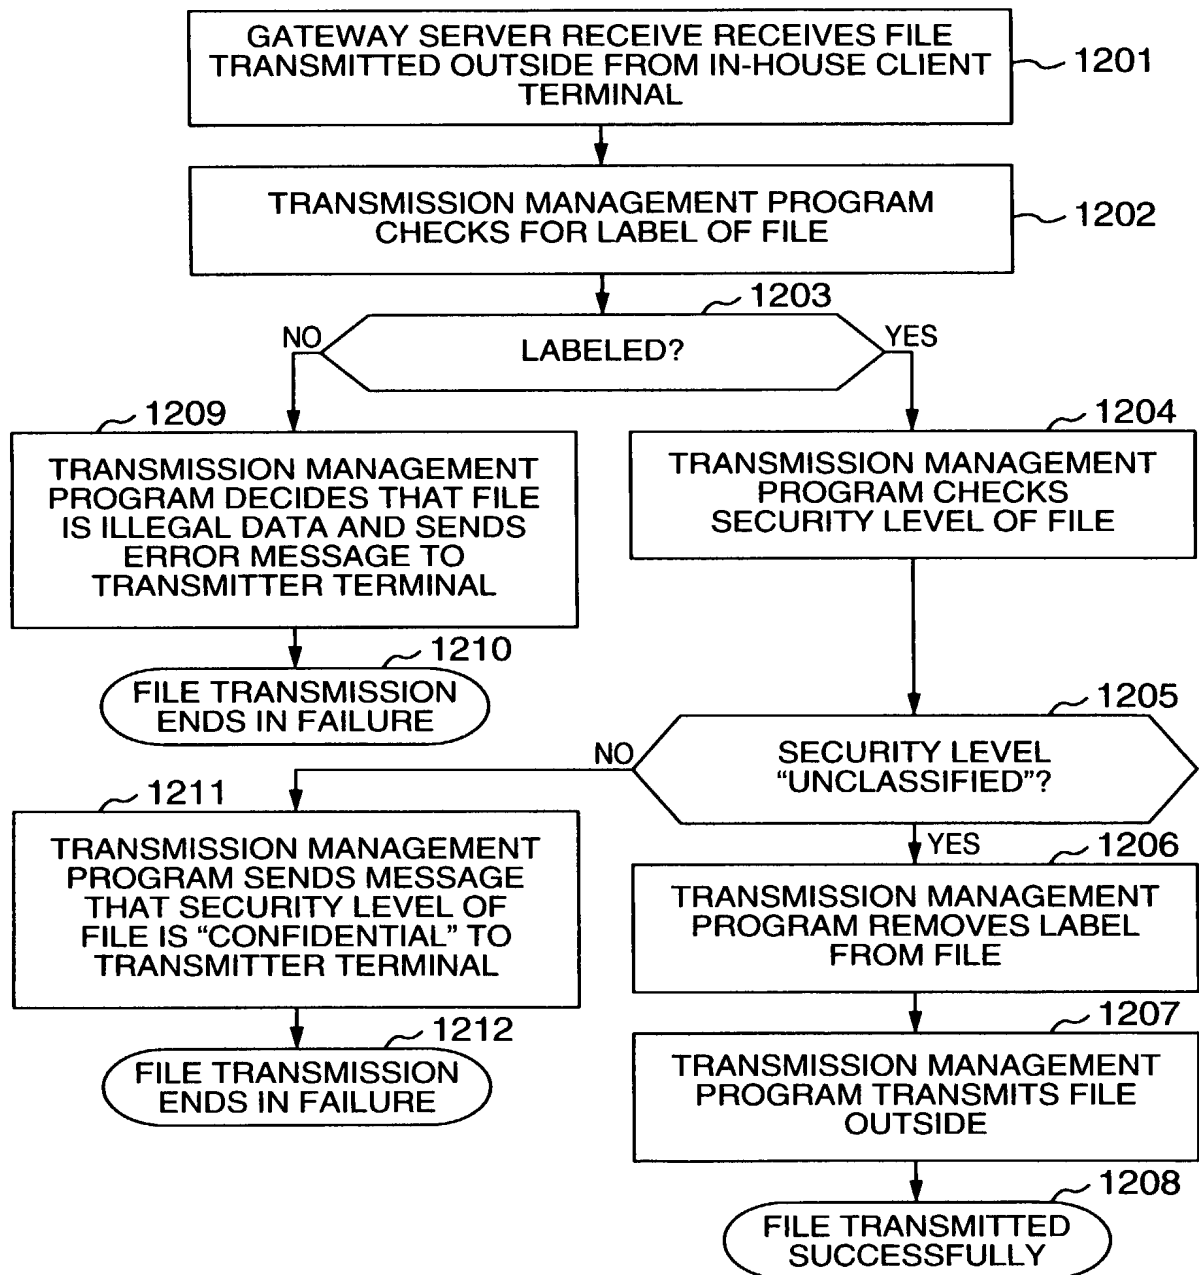 GATEWAY SERVER RECEIVE RECEIVES FILE
TRANSMITTED OUTSIDE FROM IN-HOUSE CLIENT
TERMINAL
1201
TRANSMISSION MANAGEMENT PROGRAM
CHECKS FOR LABEL OF FILE
1202
1203
NO
LABELED?
YES
1209
TRANSMISSION MANAGEMENT
PROGRAM DECIDES THAT FILE
IS ILLEGAL DATA AND SENDS
ERROR MESSAGE TO
TRANSMITTER TERMINAL
1204
TRANSMISSION MANAGEMENT
PROGRAM CHECKS
SECURITY LEVEL OF FILE
1210
FILE TRANSMISSION
ENDS IN FAILURE
1205
SECURITY LEVEL
“UNCLASSIFIED”?
NO
YES
1211
TRANSMISSION MANAGEMENT
PROGRAM SENDS MESSAGE
THAT SECURITY LEVEL OF
FILE IS “CONFIDENTIAL” TO
TRANSMITTER TERMINAL
1206
TRANSMISSION MANAGEMENT
PROGRAM REMOVES LABEL
FROM FILE
1212
FILE TRANSMISSION
ENDS IN FAILURE
1207
TRANSMISSION MANAGEMENT
PROGRAM TRANSMITS FILE
OUTSIDE
1208
FILE TRANSMITTED
SUCCESSFULLY